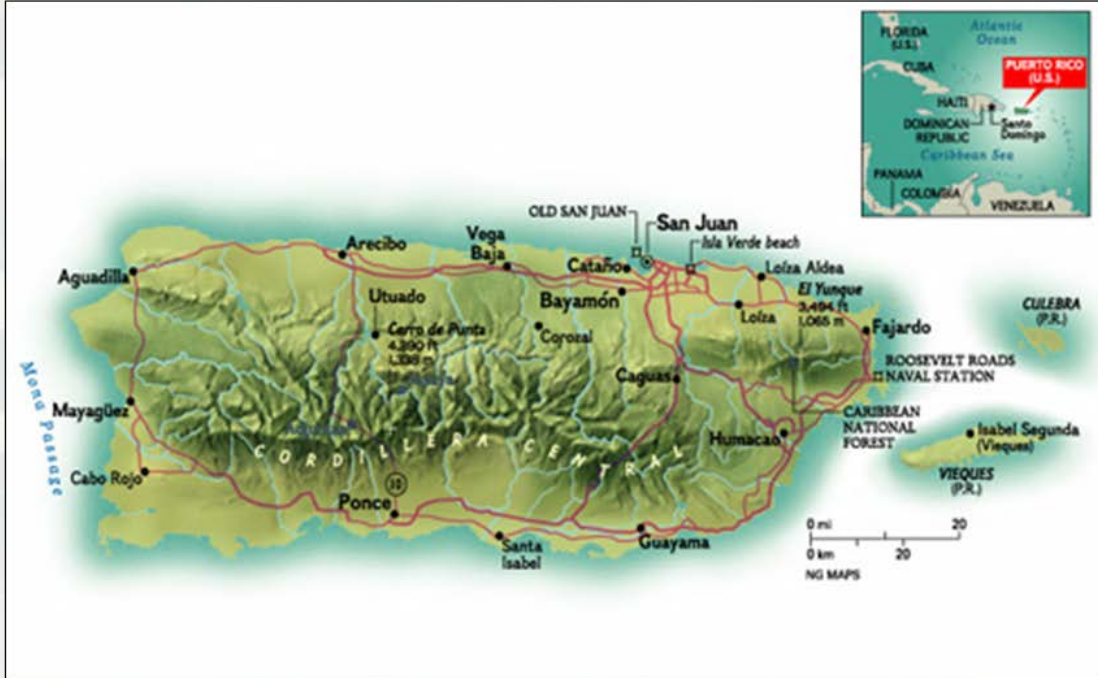 Atlantic
Ocean
FLORIDA
(U.S.)
CUBA
PUERTO RICO
(U.S.)
HAITI
DOMINICAN
REPUBLIC
Santo
Domingo
Caribbean Sea
PANAMA
COLOMBIA
VENEZUELA
OLD SAN JUAN
San Juan
Isla Verde beach
Vega
Baja
Arecibo
Aguadilla
Cataño
Loíza Aldea
Bayamón
El Yunque
3,494 ft
1,065 m
Utuado
Loíza
CULEBRA
(P.R.)
Cerro de Punta
4,390 ft
1,338 m
Corozal
Fajardo
ROOSEVELT ROADS
NAVAL STATION
Caguas
Mona Passage
Mayagüez
CARIBBEAN
NATIONAL
FOREST
Humacao
Isabel Segunda
(Vieques)
CORDILLERA CENTRAL
Cabo Rojo
VIEQUES
(P.R.)
10
Ponce
0 mi 20
0 km 20
Santa
Isabel
Guayama
NG MAPS